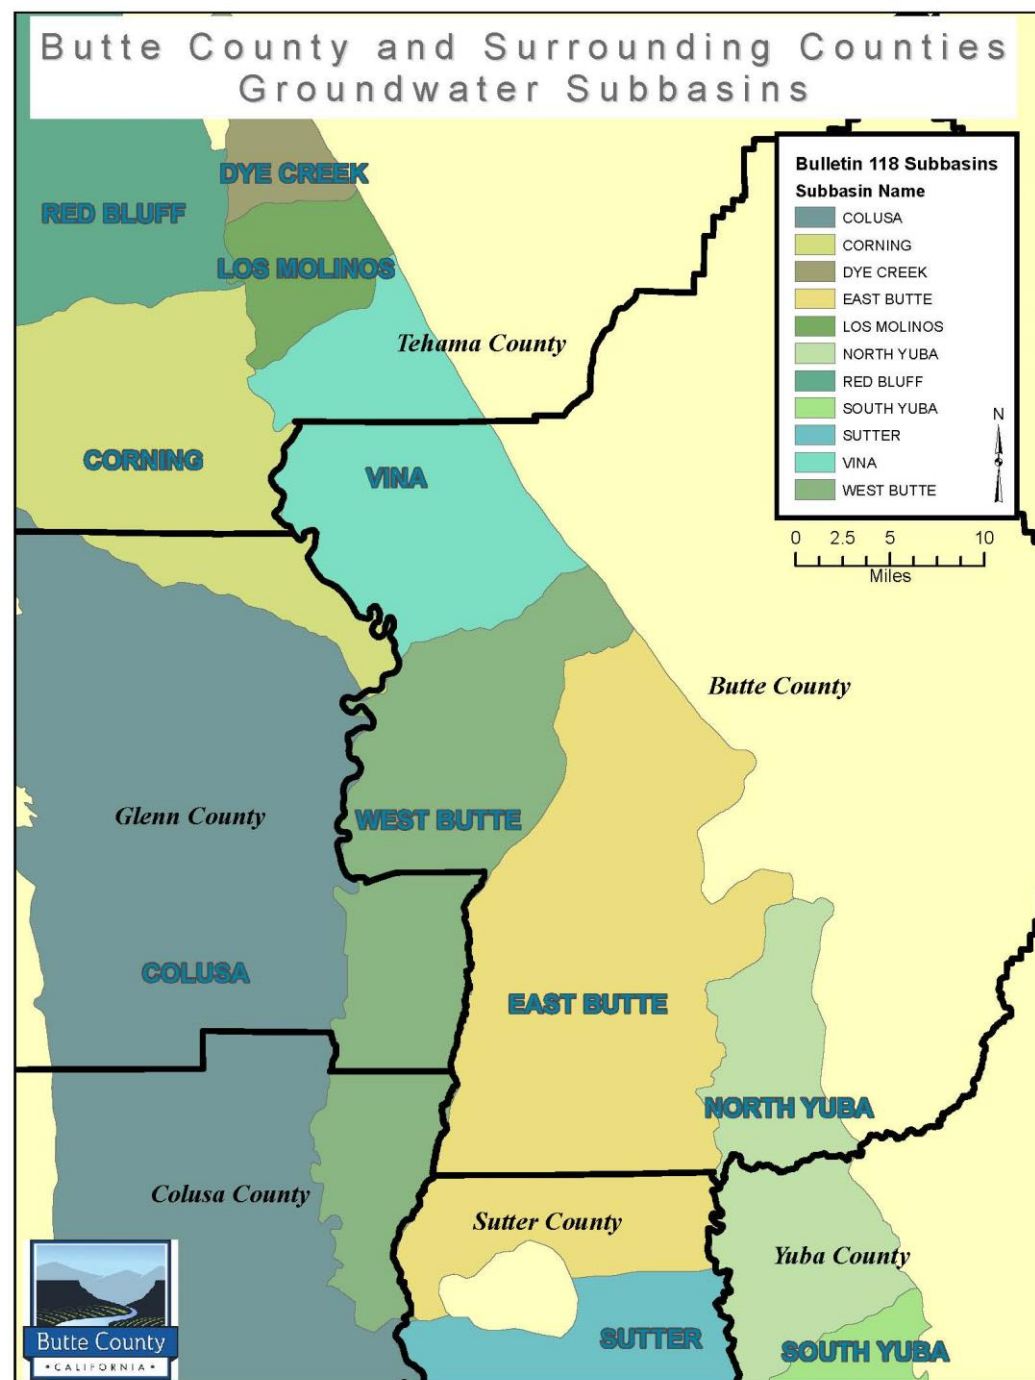 Butte County and Surrounding Counties
Groundwater Subbasins
Bulletin 118 Subbasins
Subbasin Name
COLUSA
CORNING
DYE CREEK
EAST BUTTE
LOS MOLINOS
NORTH YUBA
RED BLUFF
SOUTH YUBA
SUTTER
VINA
WEST BUTTE
N
0 2.5 5 10
Miles
DYE CREEK
RED BLUFF
LOS MOLINOS
Tehama County
CORNING
VINA
Butte County
Glenn County
WEST BUTTE
COLUSA
EAST BUTTE
NORTH YUBA
Colusa County
Sutter County
Yuba County
SUTTER
SOUTH YUBA
Butte County
• CALIFORNIA •